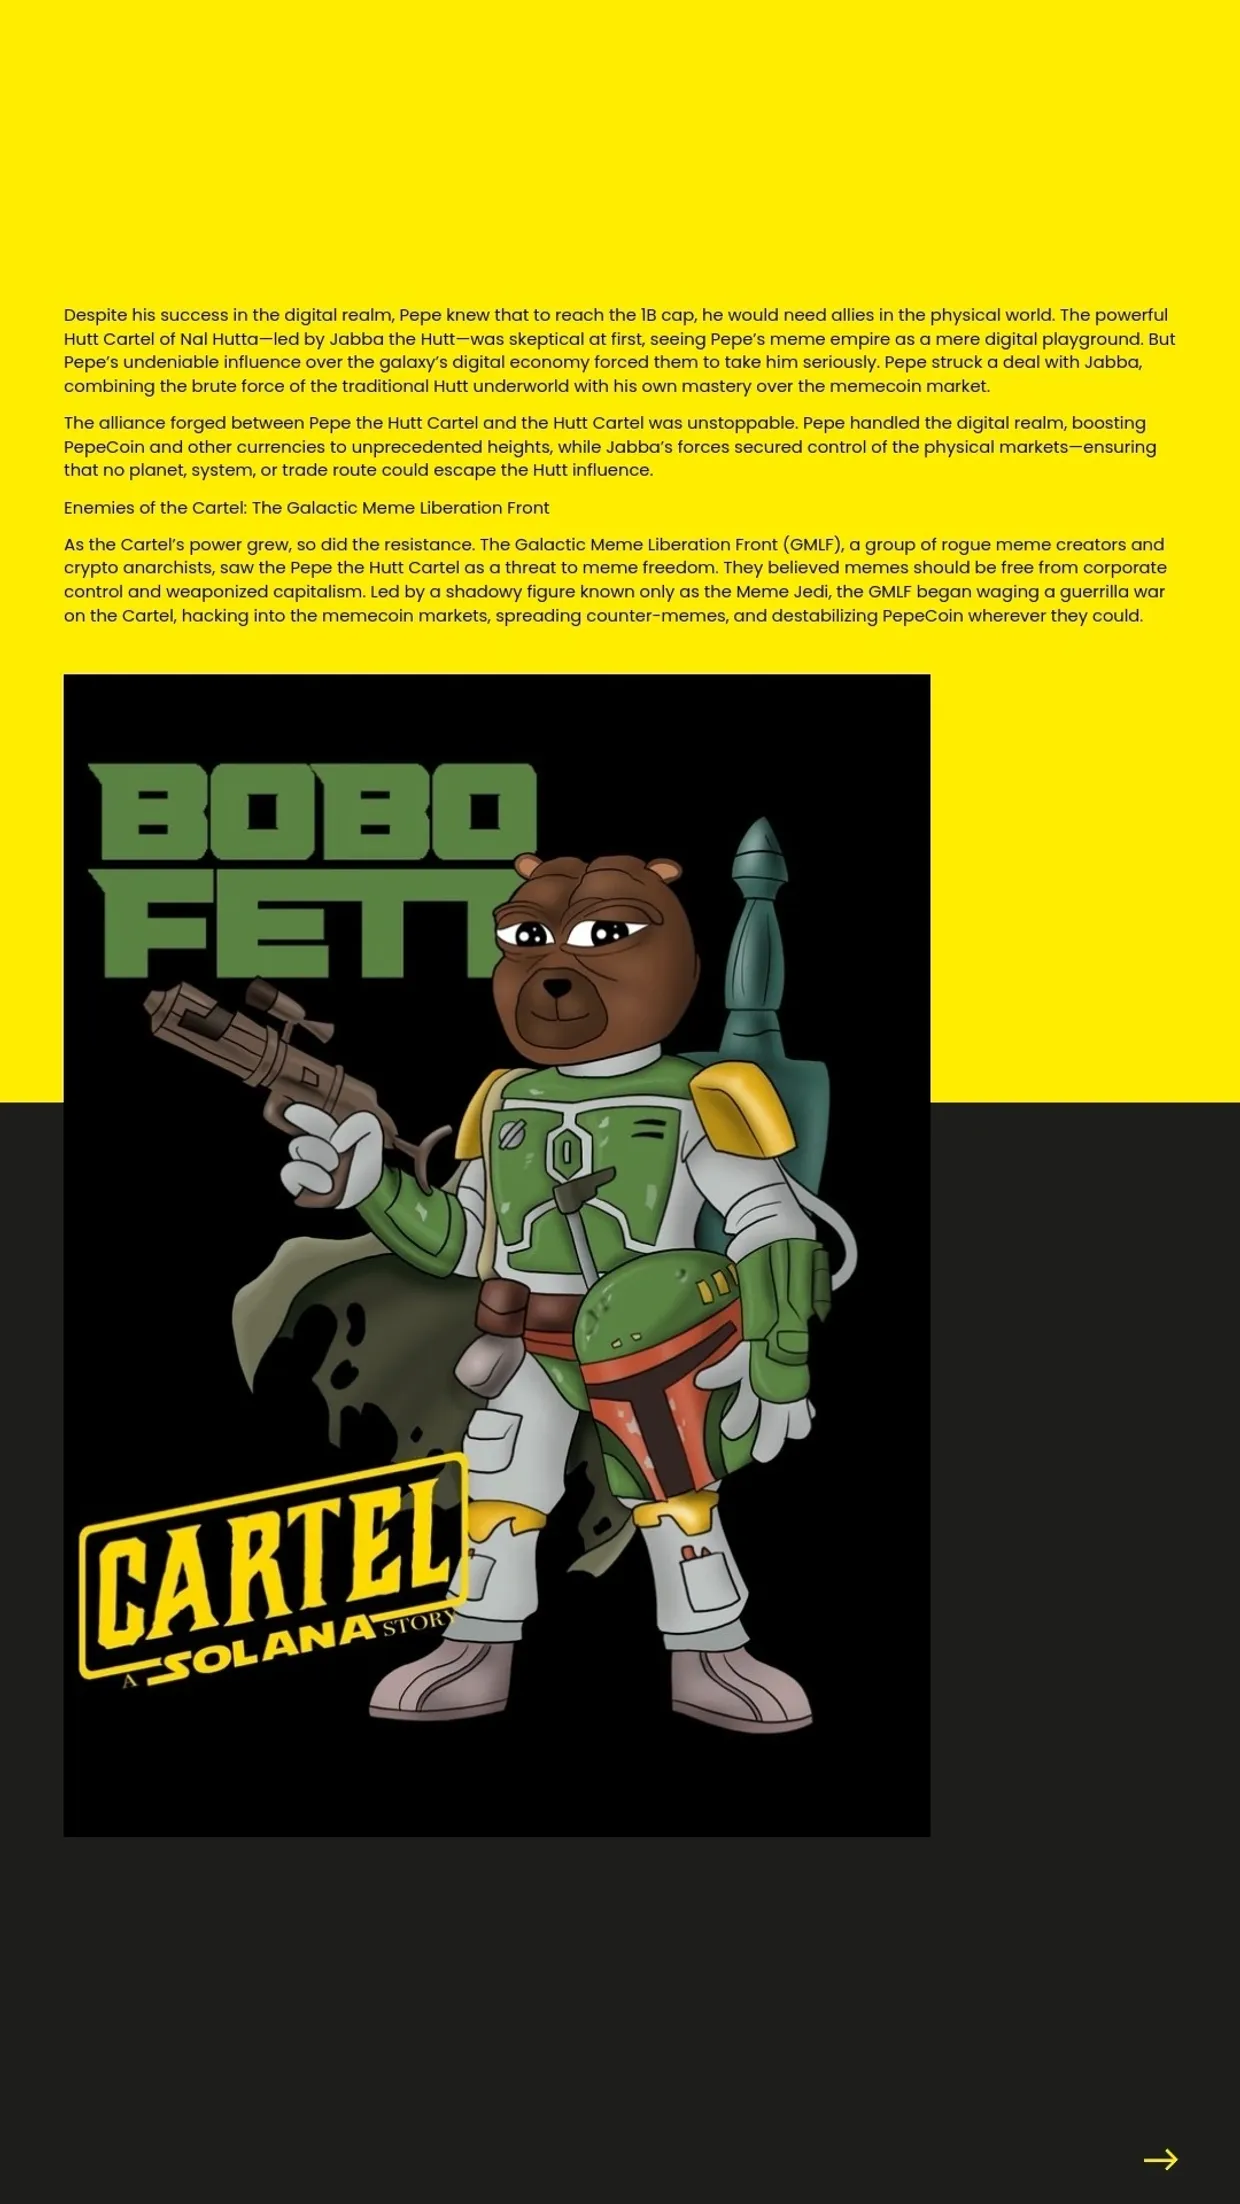 Despite his success in the digital realm, Pepe knew that to reach the 1B cap, he would need allies in the physical world. The powerful
Hutt Cartel of Nal Hutta—led by Jabba the Hutt—was skeptical at first, seeing Pepe’s meme empire as a mere digital playground. But
Pepe’s undeniable influence over the galaxy’s digital economy forced them to take him seriously. Pepe struck a deal with Jabba,
combining the brute force of the traditional Hutt underworld with his own mastery over the memecoin market.
The alliance forged between Pepe the Hutt Cartel and the Hutt Cartel was unstoppable. Pepe handled the digital realm, boosting
PepeCoin and other currencies to unprecedented heights, while Jabba’s forces secured control of the physical markets—ensuring
that no planet, system, or trade route could escape the Hutt influence.
Enemies of the Cartel: The Galactic Meme Liberation Front
As the Cartel’s power grew, so did the resistance. The Galactic Meme Liberation Front (GMLF), a group of rogue meme creators and
crypto anarchists, saw the Pepe the Hutt Cartel as a threat to meme freedom. They believed memes should be free from corporate
control and weaponized capitalism. Led by a shadowy figure known only as the Meme Jedi, the GMLF began waging a guerrilla war
on the Cartel, hacking into the memecoin markets, spreading counter-memes, and destabilizing PepeCoin wherever they could.
BOBO
FETT
CARTEL
A SOLANA STORY